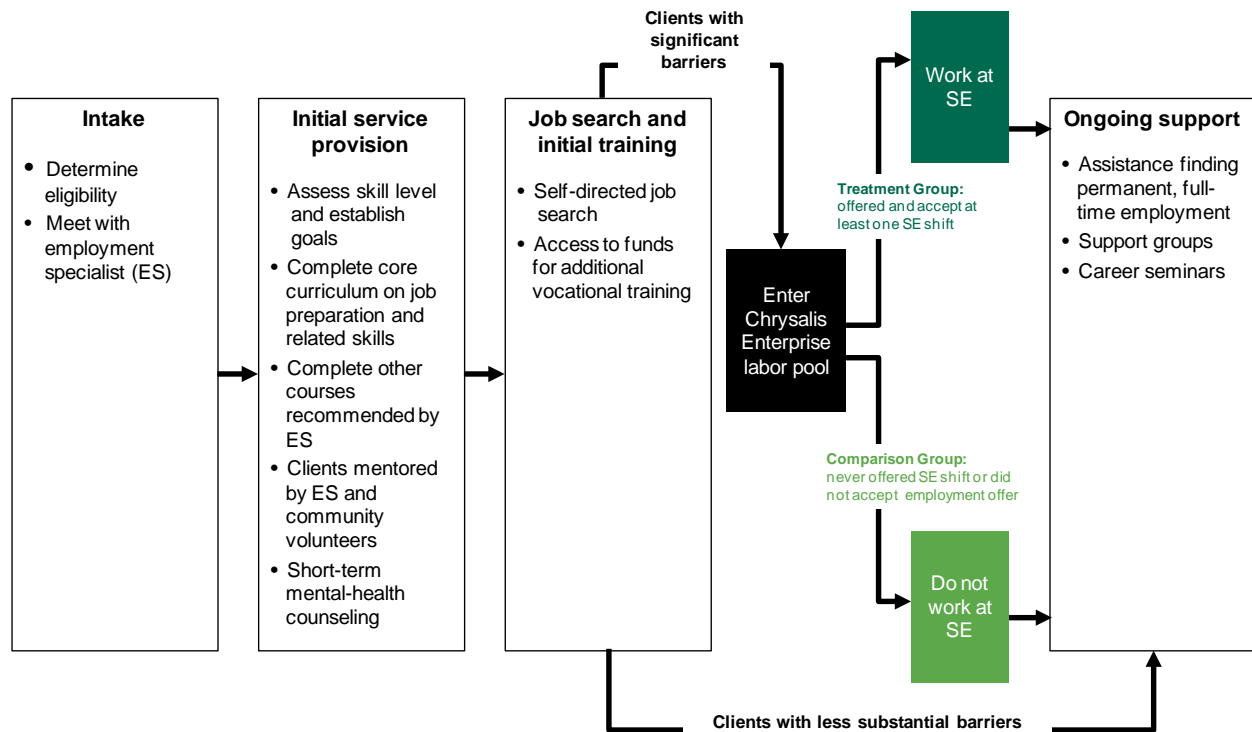 Clients with
significant
barriers
Intake
• Determine
eligibility
• Meet with
employment
specialist (ES)
Initial service
provision
• Assess skill level
and establish
goals
• Complete core
curriculum on job
preparation and
related skills
• Complete other
courses
recommended by
ES
• Clients mentored
by ES and
community
volunteers
• Short-term
mental-health
counseling
Job search and
initial training
• Self-directed job
search
• Access to funds
for additional
vocational training
Enter
Chrysalis
Enterprise
labor pool
Work at
SE
Treatment Group:
offered and accept at
least one SE shift
Comparison Group:
never offered SE shift or did
not accept employment offer
Do not
work at
SE
Ongoing support
• Assistance finding
permanent, full-
time employment
• Support groups
• Career seminars
Clients with less substantial barriers